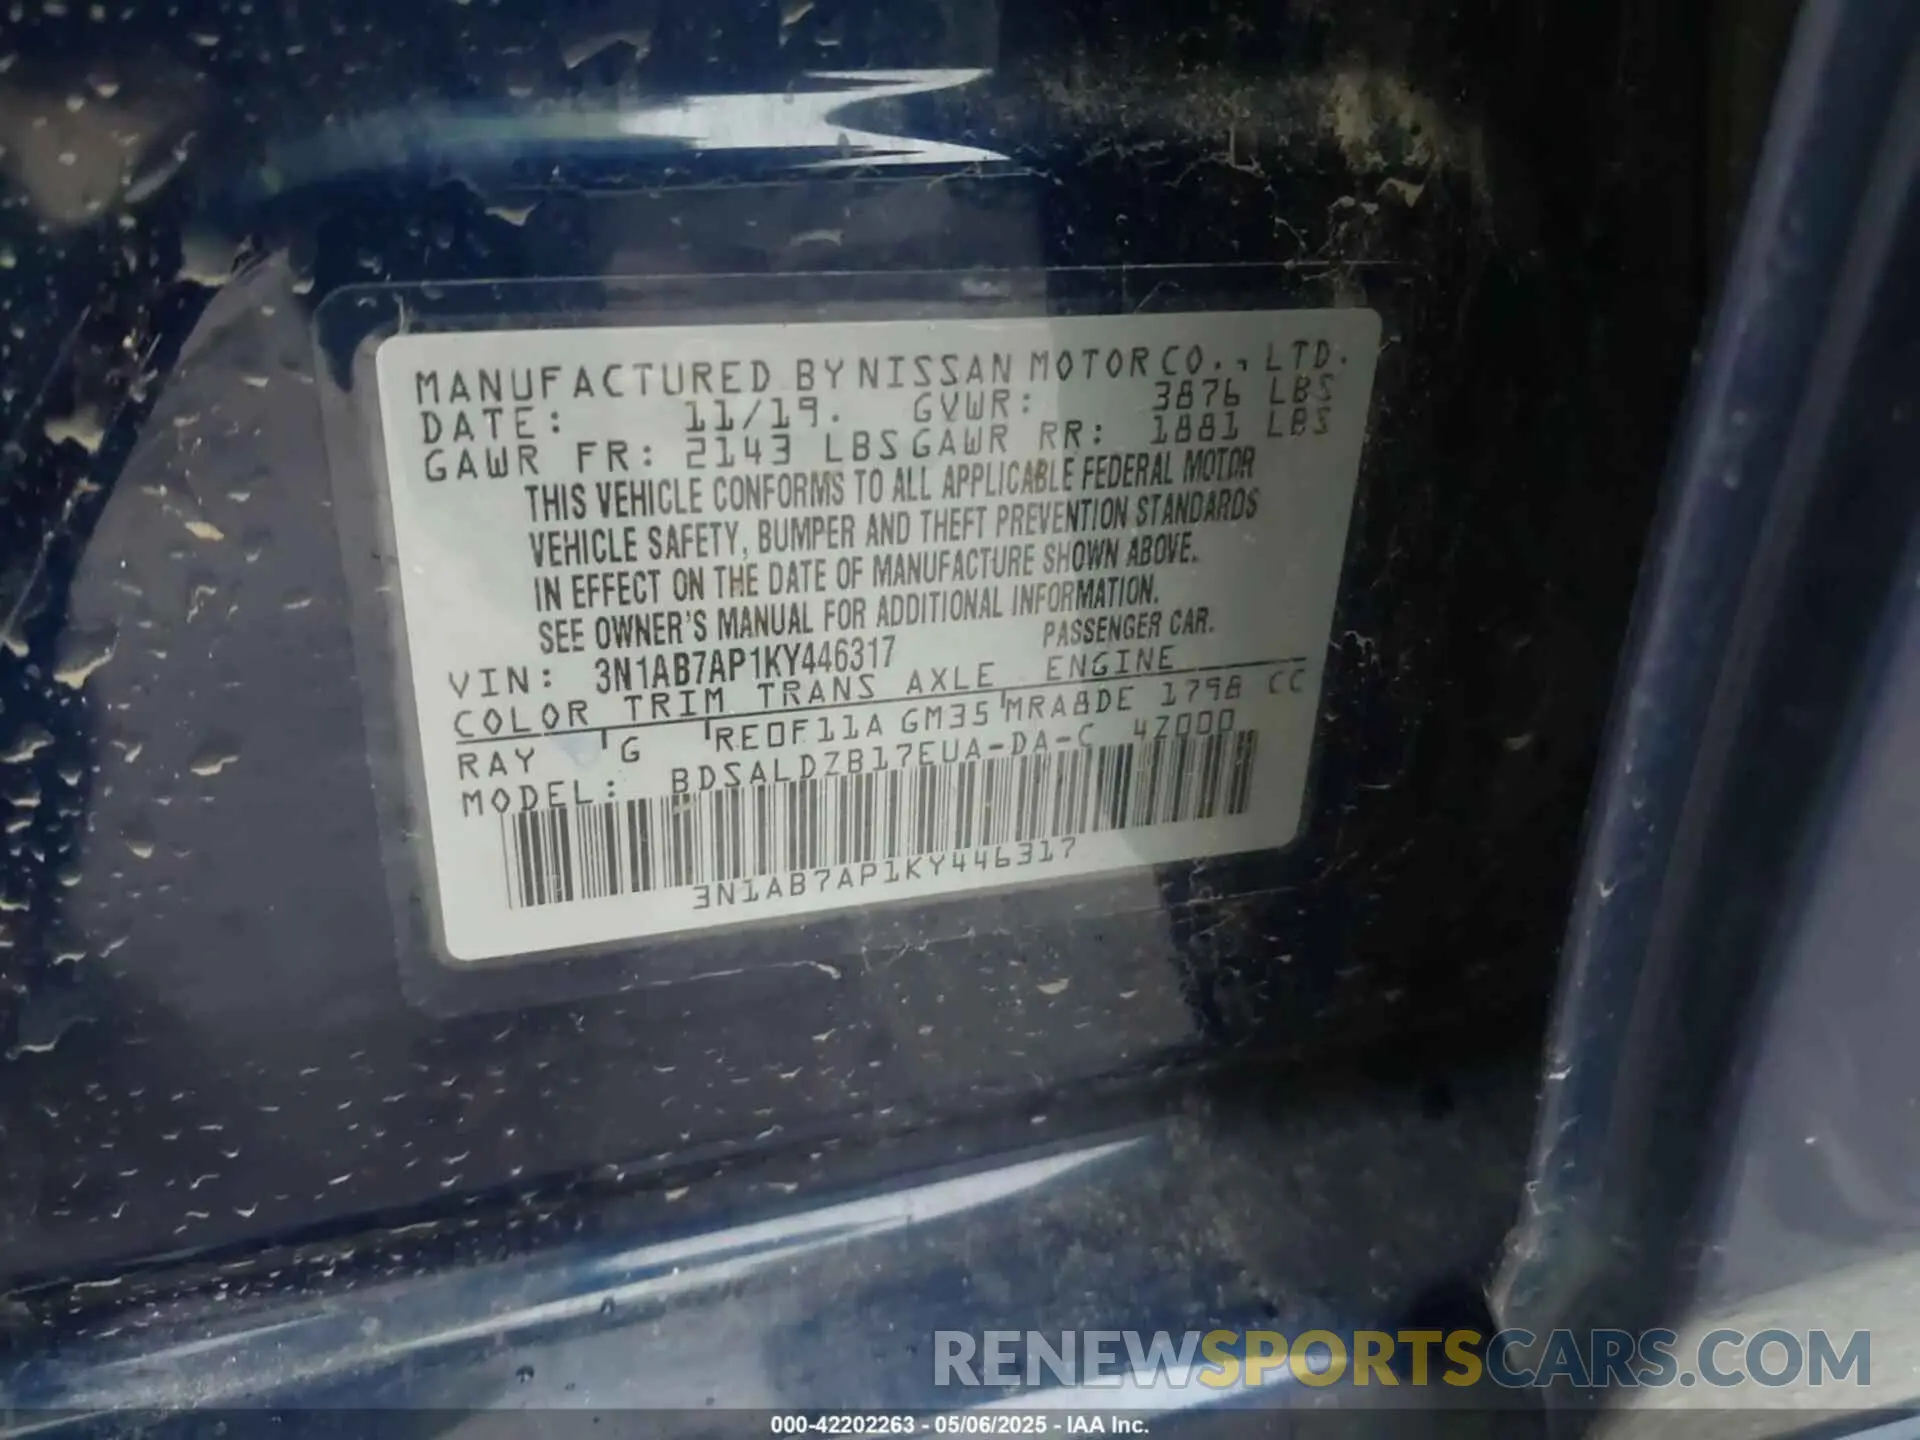 MANUFACTURED BY NISSAN MOTOR CO., LTD.
DATE: 11/19. GVWR: 3876 LBS
GAWR FR: 2143 LBS GAWR RR: 1881 LBS
THIS VEHICLE CONFORMS TO ALL APPLICABLE FEDERAL MOTOR
VEHICLE SAFETY, BUMPER AND THEFT PREVENTION STANDARDS
IN EFFECT ON THE DATE OF MANUFACTURE SHOWN ABOVE.
SEE OWNER'S MANUAL FOR ADDITIONAL INFORMATION.
PASSENGER CAR.
VIN: 3N1AB7AP1KY446317
COLOR TRIM TRANS AXLE ENGINE
RAY G RE0F11A GM35 MRA8DE 1798 CC
MODEL: BDSALDZB17EUA-DA-C 4Z000
3N1AB7AP1KY446317
RENEWSPORTSCARS.COM
000-42202263 - 05/06/2025 - IAA Inc.